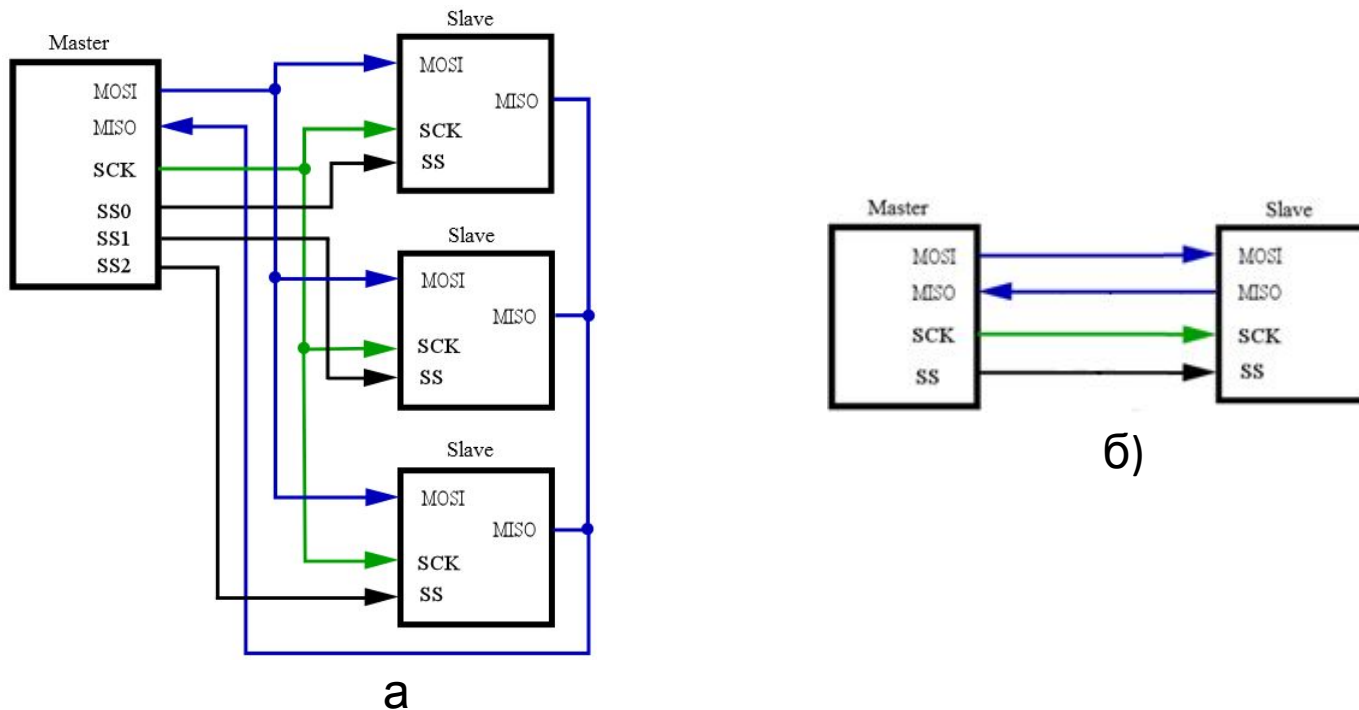 Master
MOSI
MISO
SCK
SS0
SS1
SS2
Slave
MOSI
MISO
SCK
SS
Slave
MOSI
MISO
SCK
SS
Slave
MOSI
MISO
SCK
SS
а
Master
MOSI
MISO
SCK
SS
Slave
MOSI
MISO
SCK
SS
б)